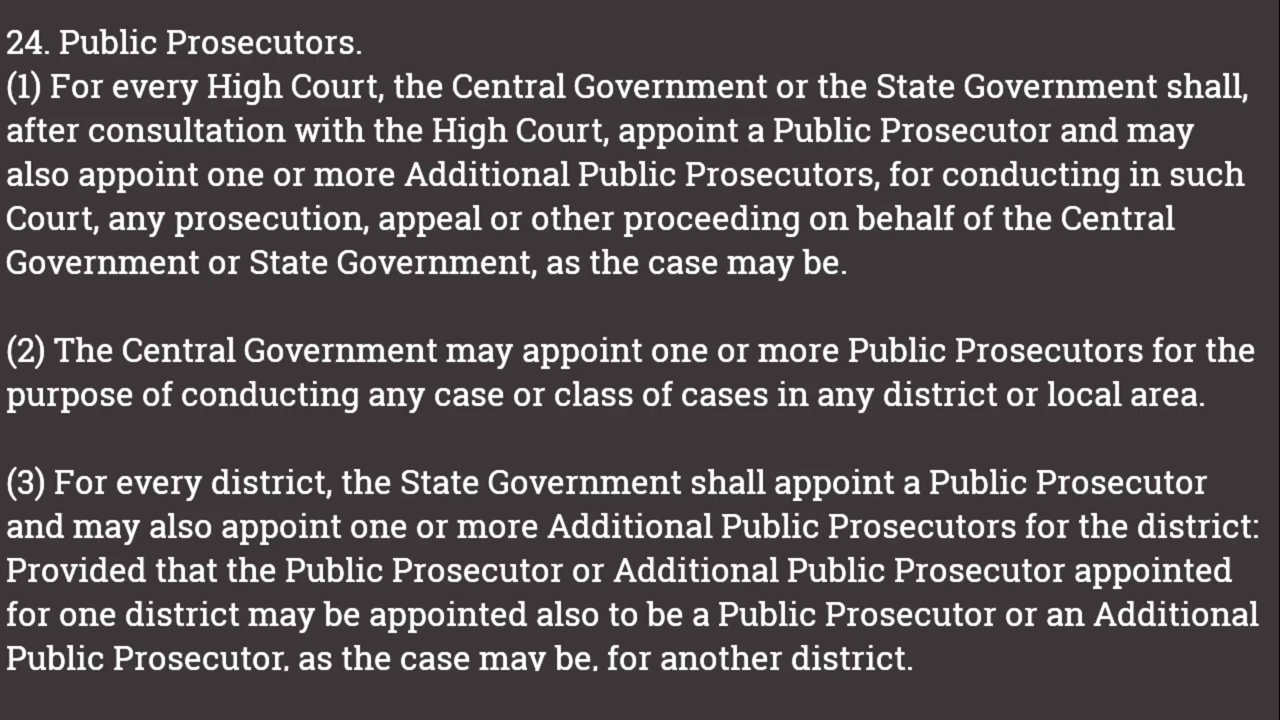 24. Public Prosecutors.
(1) For every High Court, the Central Government or the State Government shall,
after consultation with the High Court, appoint a Public Prosecutor and may
also appoint one or more Additional Public Prosecutors, for conducting in such
Court, any prosecution, appeal or other proceeding on behalf of the Central
Government or State Government, as the case may be.
(2) The Central Government may appoint one or more Public Prosecutors for the
purpose of conducting any case or class of cases in any district or local area.
(3) For every district, the State Government shall appoint a Public Prosecutor
and may also appoint one or more Additional Public Prosecutors for the district:
Provided that the Public Prosecutor or Additional Public Prosecutor appointed
for one district may be appointed also to be a Public Prosecutor or an Additional
Public Prosecutor, as the case may be, for another district.